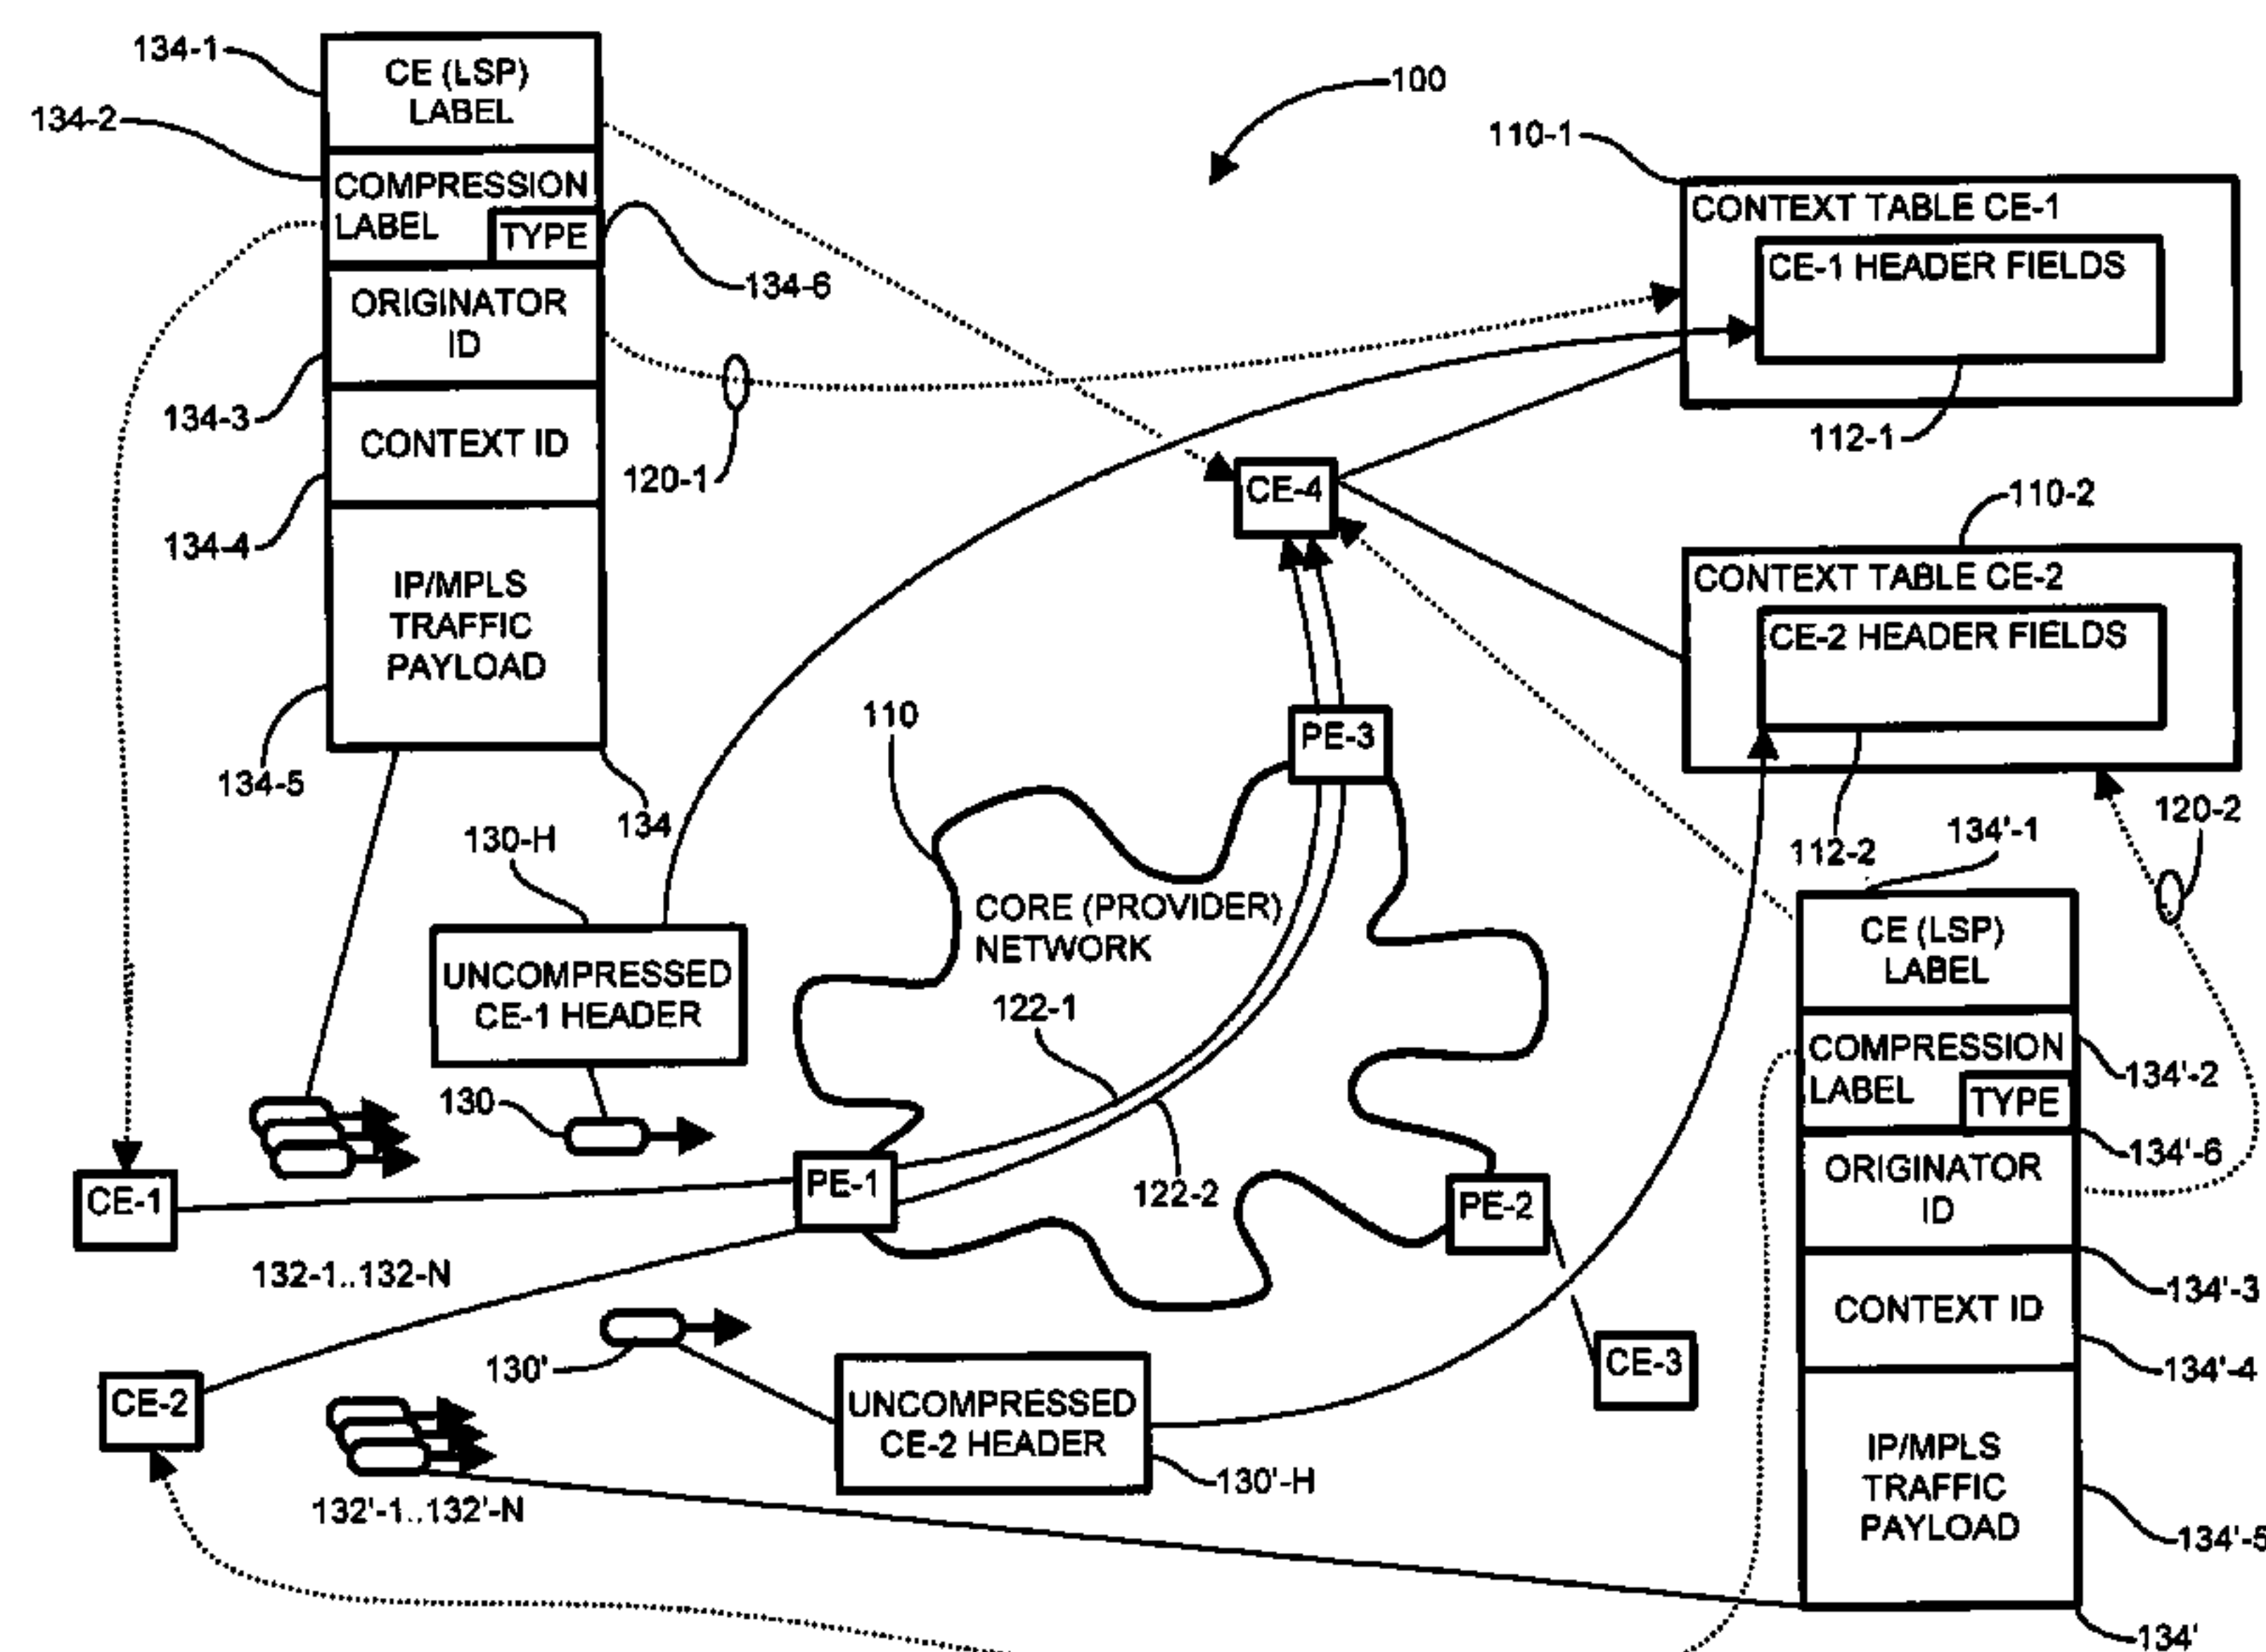 134-1
CE (LSP)
LABEL
100
134-2
110-1
COMPRESSION
LABEL
TYPE
CONTEXT TABLE CE-1
CE-1 HEADER FIELDS
134-6
ORIGINATOR
ID
134-3
112-1
CONTEXT ID
120-1
CE-4
110-2
134-4
CONTEXT TABLE CE-2
IP/MPLS
TRAFFIC
PAYLOAD
CE-2 HEADER FIELDS
110
PE-3
134-5
134
120-2
130-H
134'-1
112-2
CORE (PROVIDER)
NETWORK
CE (LSP)
LABEL
UNCOMPRESSED
CE-1 HEADER
122-1
COMPRESSION
LABEL
TYPE
134'-2
130
134'-6
ORIGINATOR
ID
CE-1
PE-1
122-2
PE-2
132-1..132-N
134'-3
CONTEXT ID
130'
CE-3
134'-4
CE-2
UNCOMPRESSED
CE-2 HEADER
IP/MPLS
TRAFFIC
PAYLOAD
130'-H
132'-1..132'-N
134'-5
134'